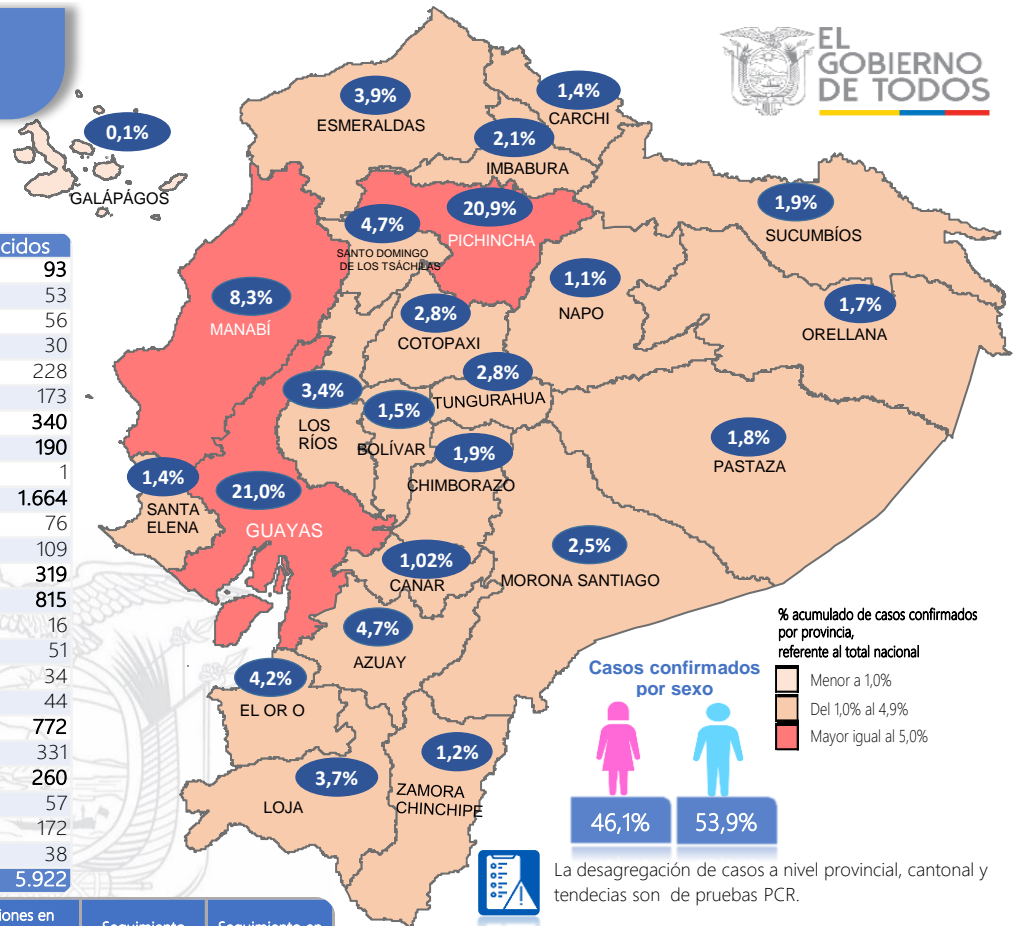 EL
GOBIERNO
DE TODOS
0,1%
GALÁPÁGOS
3,9%
ESMERALDAS
1,4%
CARCHI
2,1%
IMBABURA
20,9%
PICHINCHA
4,7%
SANTO DOMINGO
DE LOS TSÁCHILAS
1,9%
SUCUMBÍOS
8,3%
MANABÍ
1,1%
NAPO
1,7%
ORELLANA
2,8%
COTOPAXI
2,8%
TUNGURAHUA
3,4%
LOS
RÍOS
1,5%
BOLÍVAR
1,9%
CHIMBORAZO
1,8%
PASTAZA
1,4%
SANTA
ELENA
21,0%
GUAYAS
1,02%
CANAR
2,5%
MORONA SANTIAGO
4,7%
AZUAY
4,2%
EL OR O
3,7%
LOJA
1,2%
ZAMORA
CHINCHIPE
cidos
93
53
56
30
228
173
340
190
1
1.664
76
109
319
815
16
51
34
44
772
331
260
57
172
38
5.922
iones en
Seguimiento
Seguimiento en
% acumulado de casos confirmados
por provincia,
referente al total nacional
Menor a 1,0%
Del 1,0% al 4,9%
Mayor igual al 5,0%
Casos confirmados
por sexo
46,1%
53,9%
La desagregación de casos a nivel provincial, cantonal y
tendecias son de pruebas PCR.